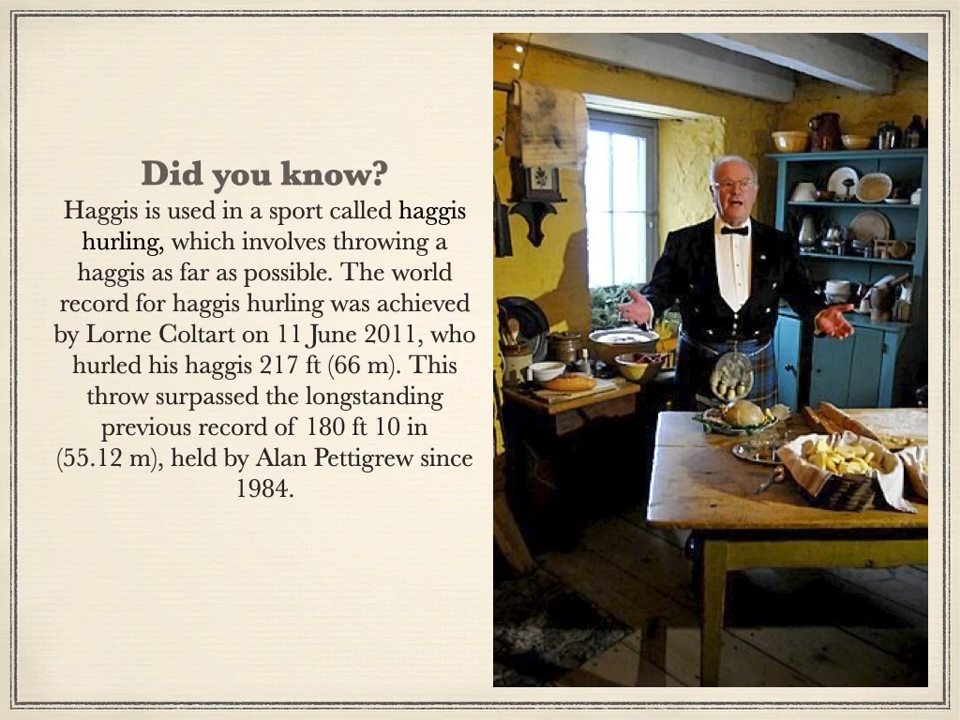 Did you know?
Haggis is used in a sport called haggis
hurling, which involves throwing a
haggis as far as possible. The world
record for haggis hurling was achieved
by Lorne Coltart on 11 June 2011, who
hurled his haggis 217 ft (66 m). This
throw surpassed the longstanding
previous record of 180 ft 10 in
(55.12 m), held by Alan Pettigrew since
1984.